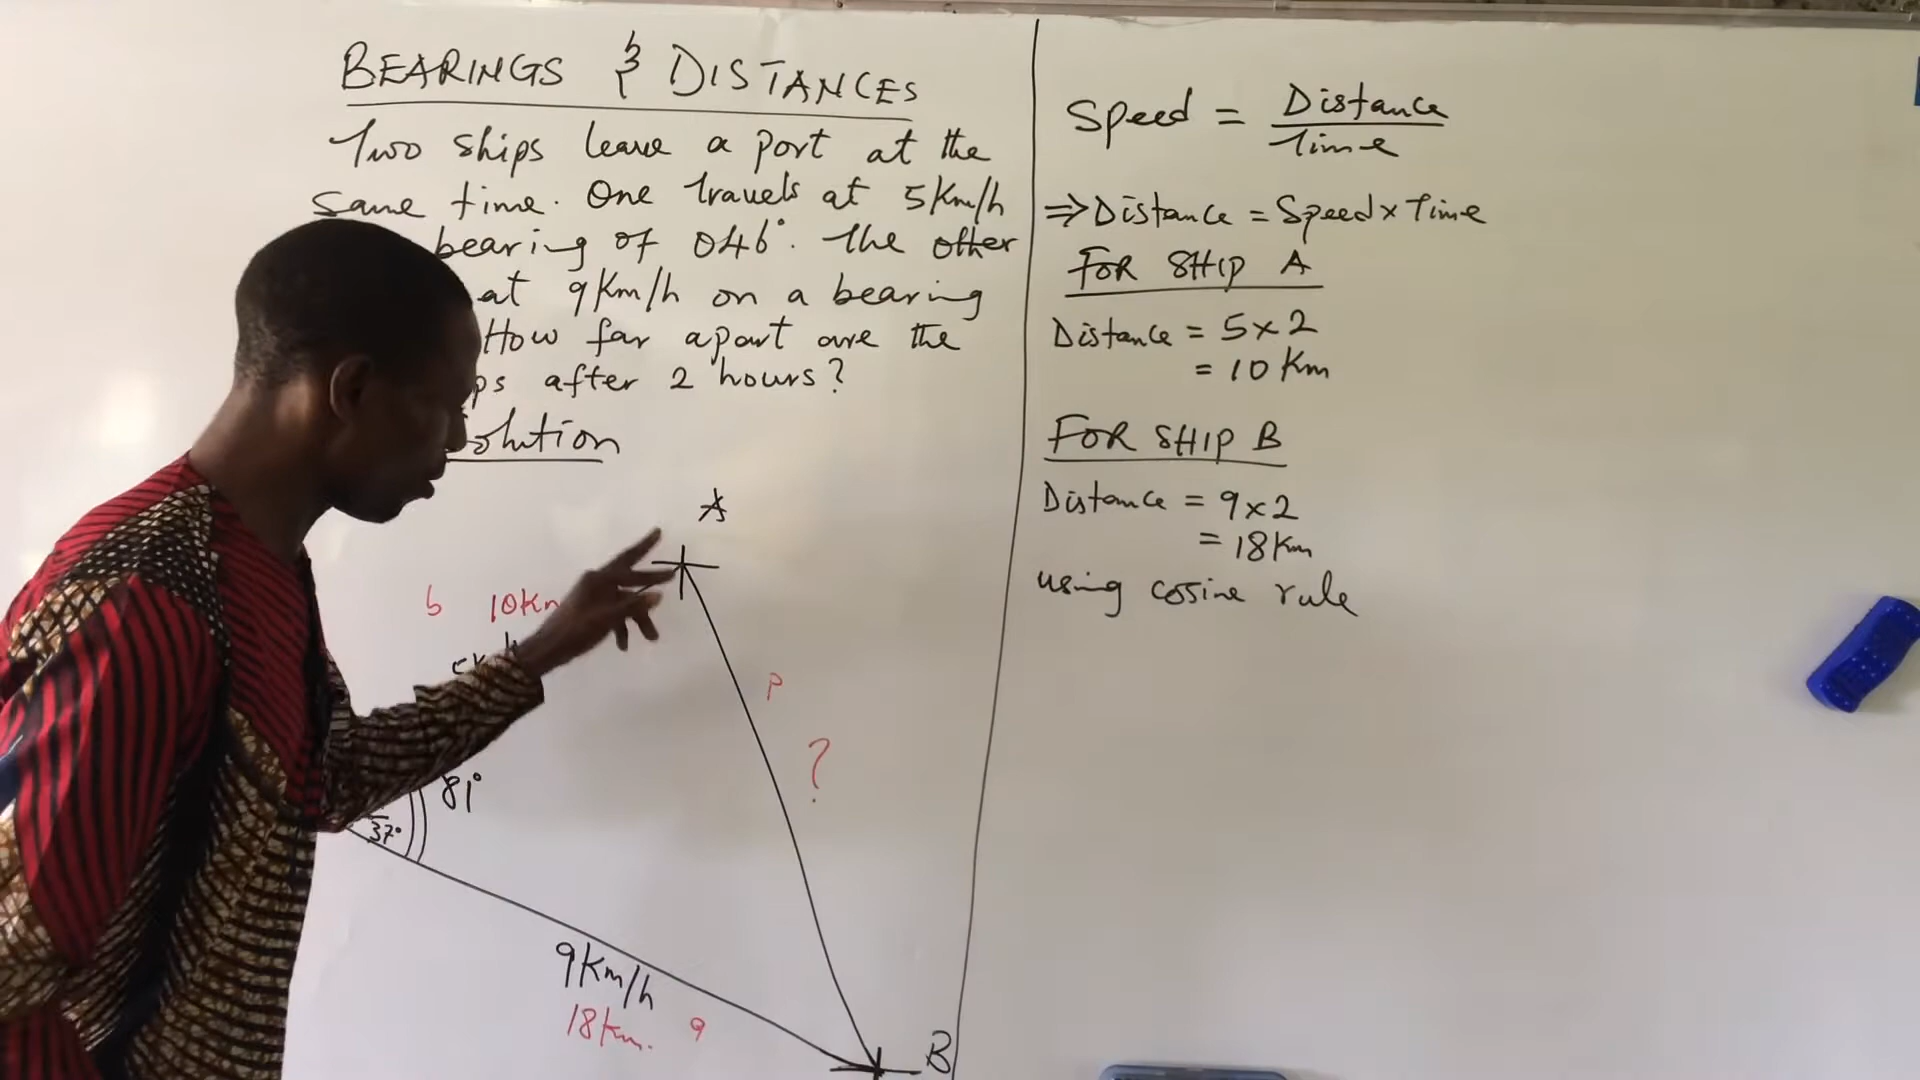 BEARINGS & DISTANCES
Two ships leave a port at the
same time. One travels at 5km/h
bearing of 046°. The other
at 9km/h on a bearing
How far apart are the
ps after 2 hours?
olution
A
b 10km
81°
37°
p
?
9km/h
18km.
B
Speed = Distance
Time
⇒ Distance = Speed × Time
FOR SHIP A
Distance = 5 × 2
= 10 Km
FOR SHIP B
Distance = 9 × 2
= 18 Km
using cosine rule